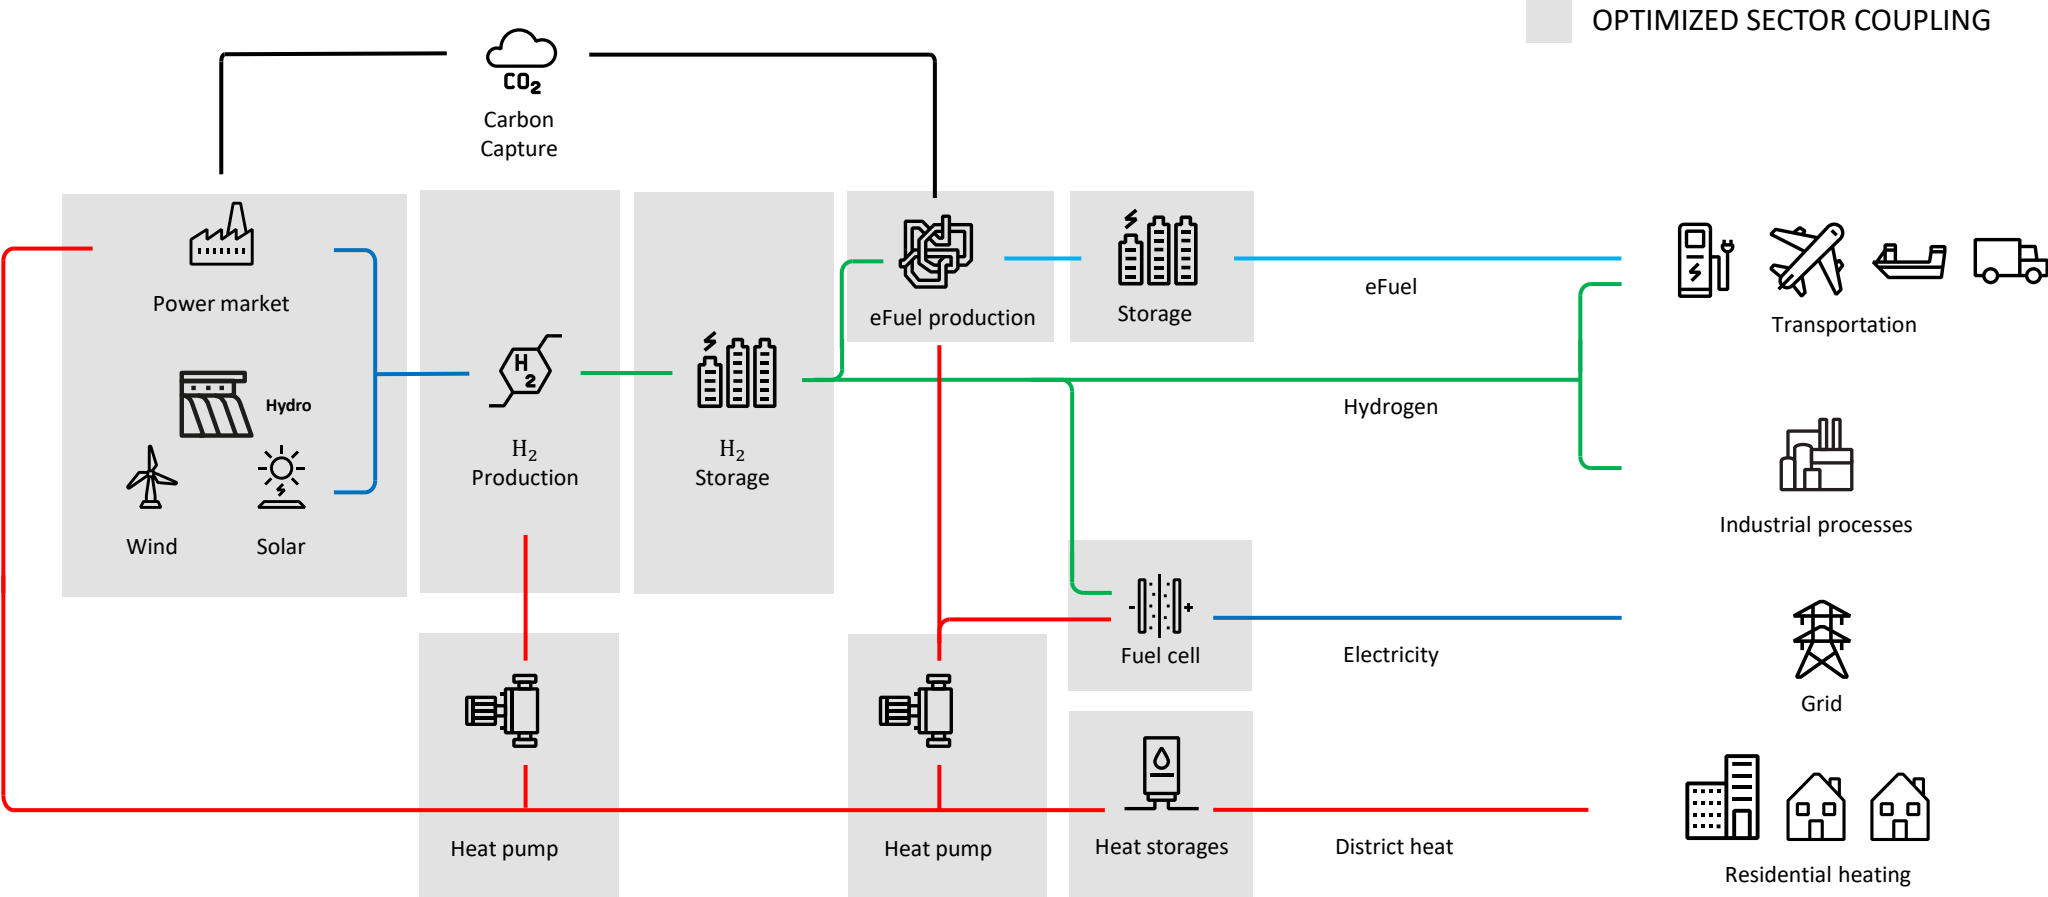 OPTIMIZED SECTOR COUPLING
CO₂
Carbon
Capture
Power market
Hydro
Wind
Solar
H
2
H₂
Production
H₂
Storage
eFuel production
Storage
eFuel
Transportation
Hydrogen
Industrial processes
- +
Fuel cell
Electricity
Grid
Heat pump
Heat pump
Heat storages
District heat
Residential heating